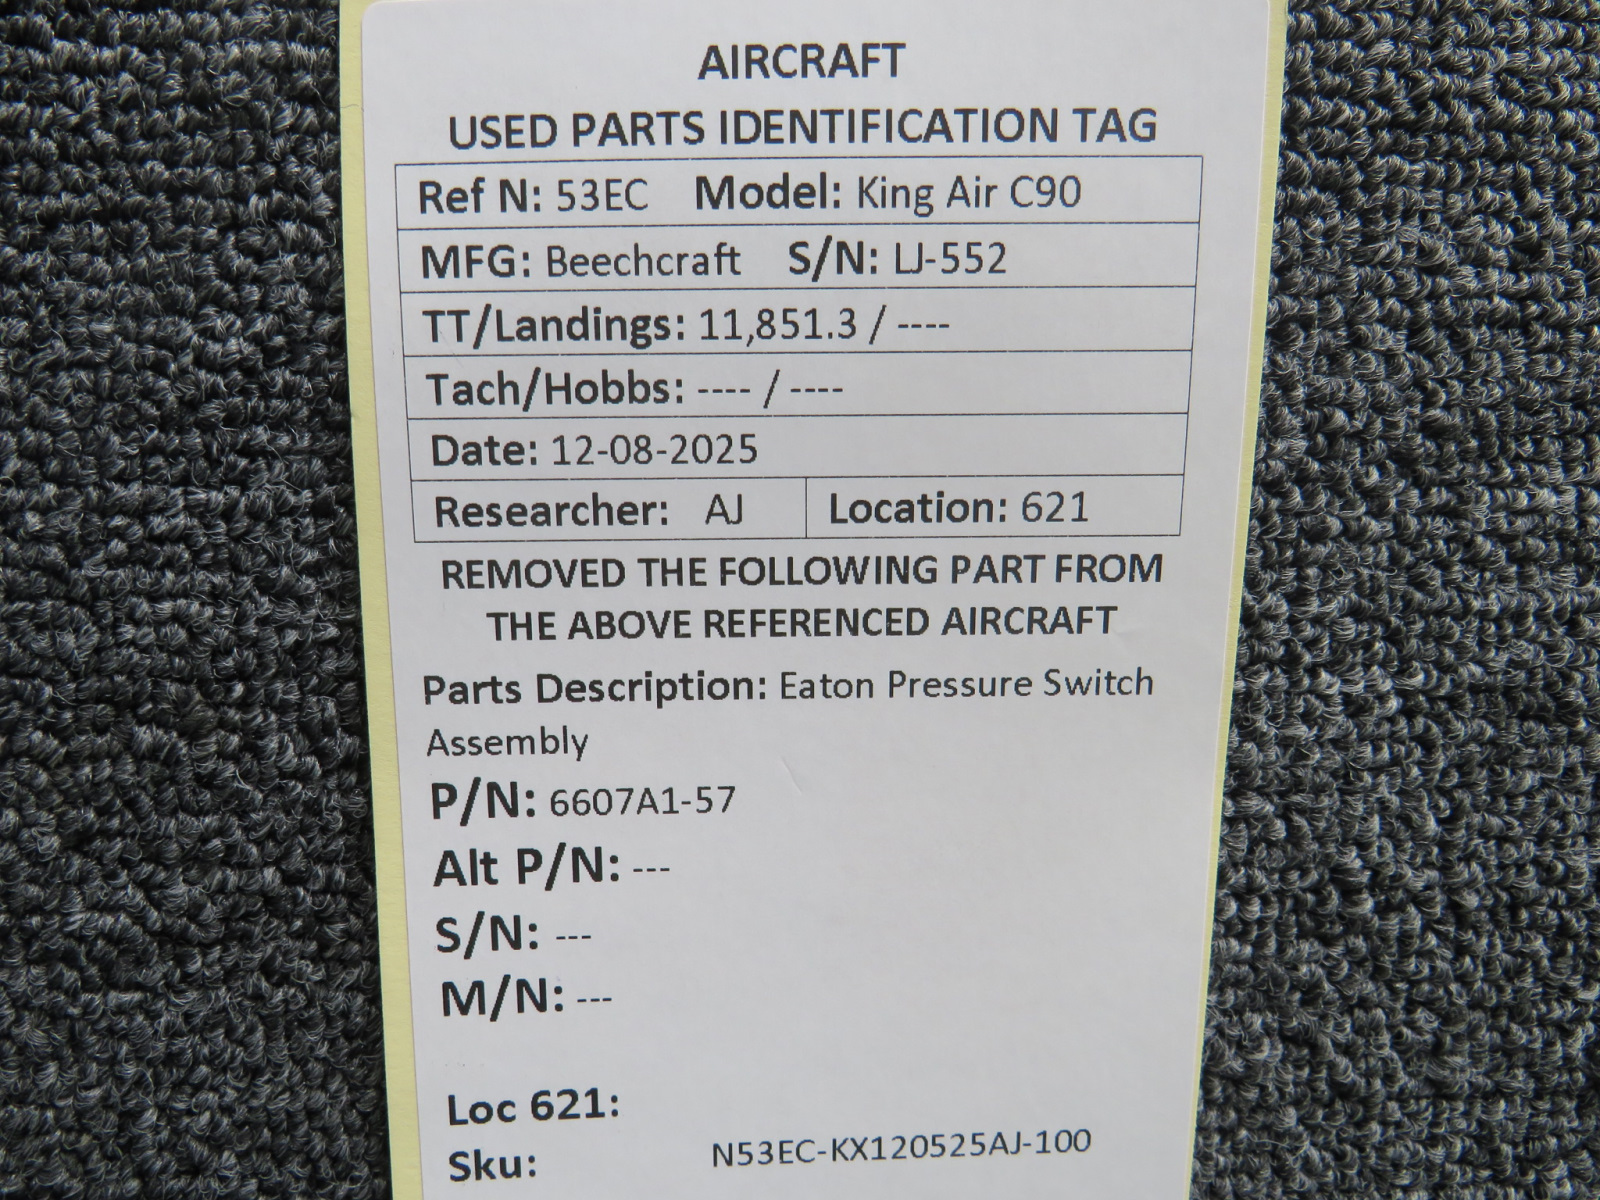 AIRCRAFT
USED PARTS IDENTIFICATION TAG
Ref N: 53EC Model: King Air C90
MFG: Beechcraft S/N: LJ-552
TT/Landings: 11,851.3 / ----
Tach/Hobbs: ---- / ----
Date: 12-08-2025
Researcher: AJ Location: 621
REMOVED THE FOLLOWING PART FROM
THE ABOVE REFERENCED AIRCRAFT
Parts Description: Eaton Pressure Switch
Assembly
P/N: 6607A1-57
Alt P/N: ---
S/N: ---
M/N: ---
Loc 621:
Sku: N53EC-KX120525AJ-100